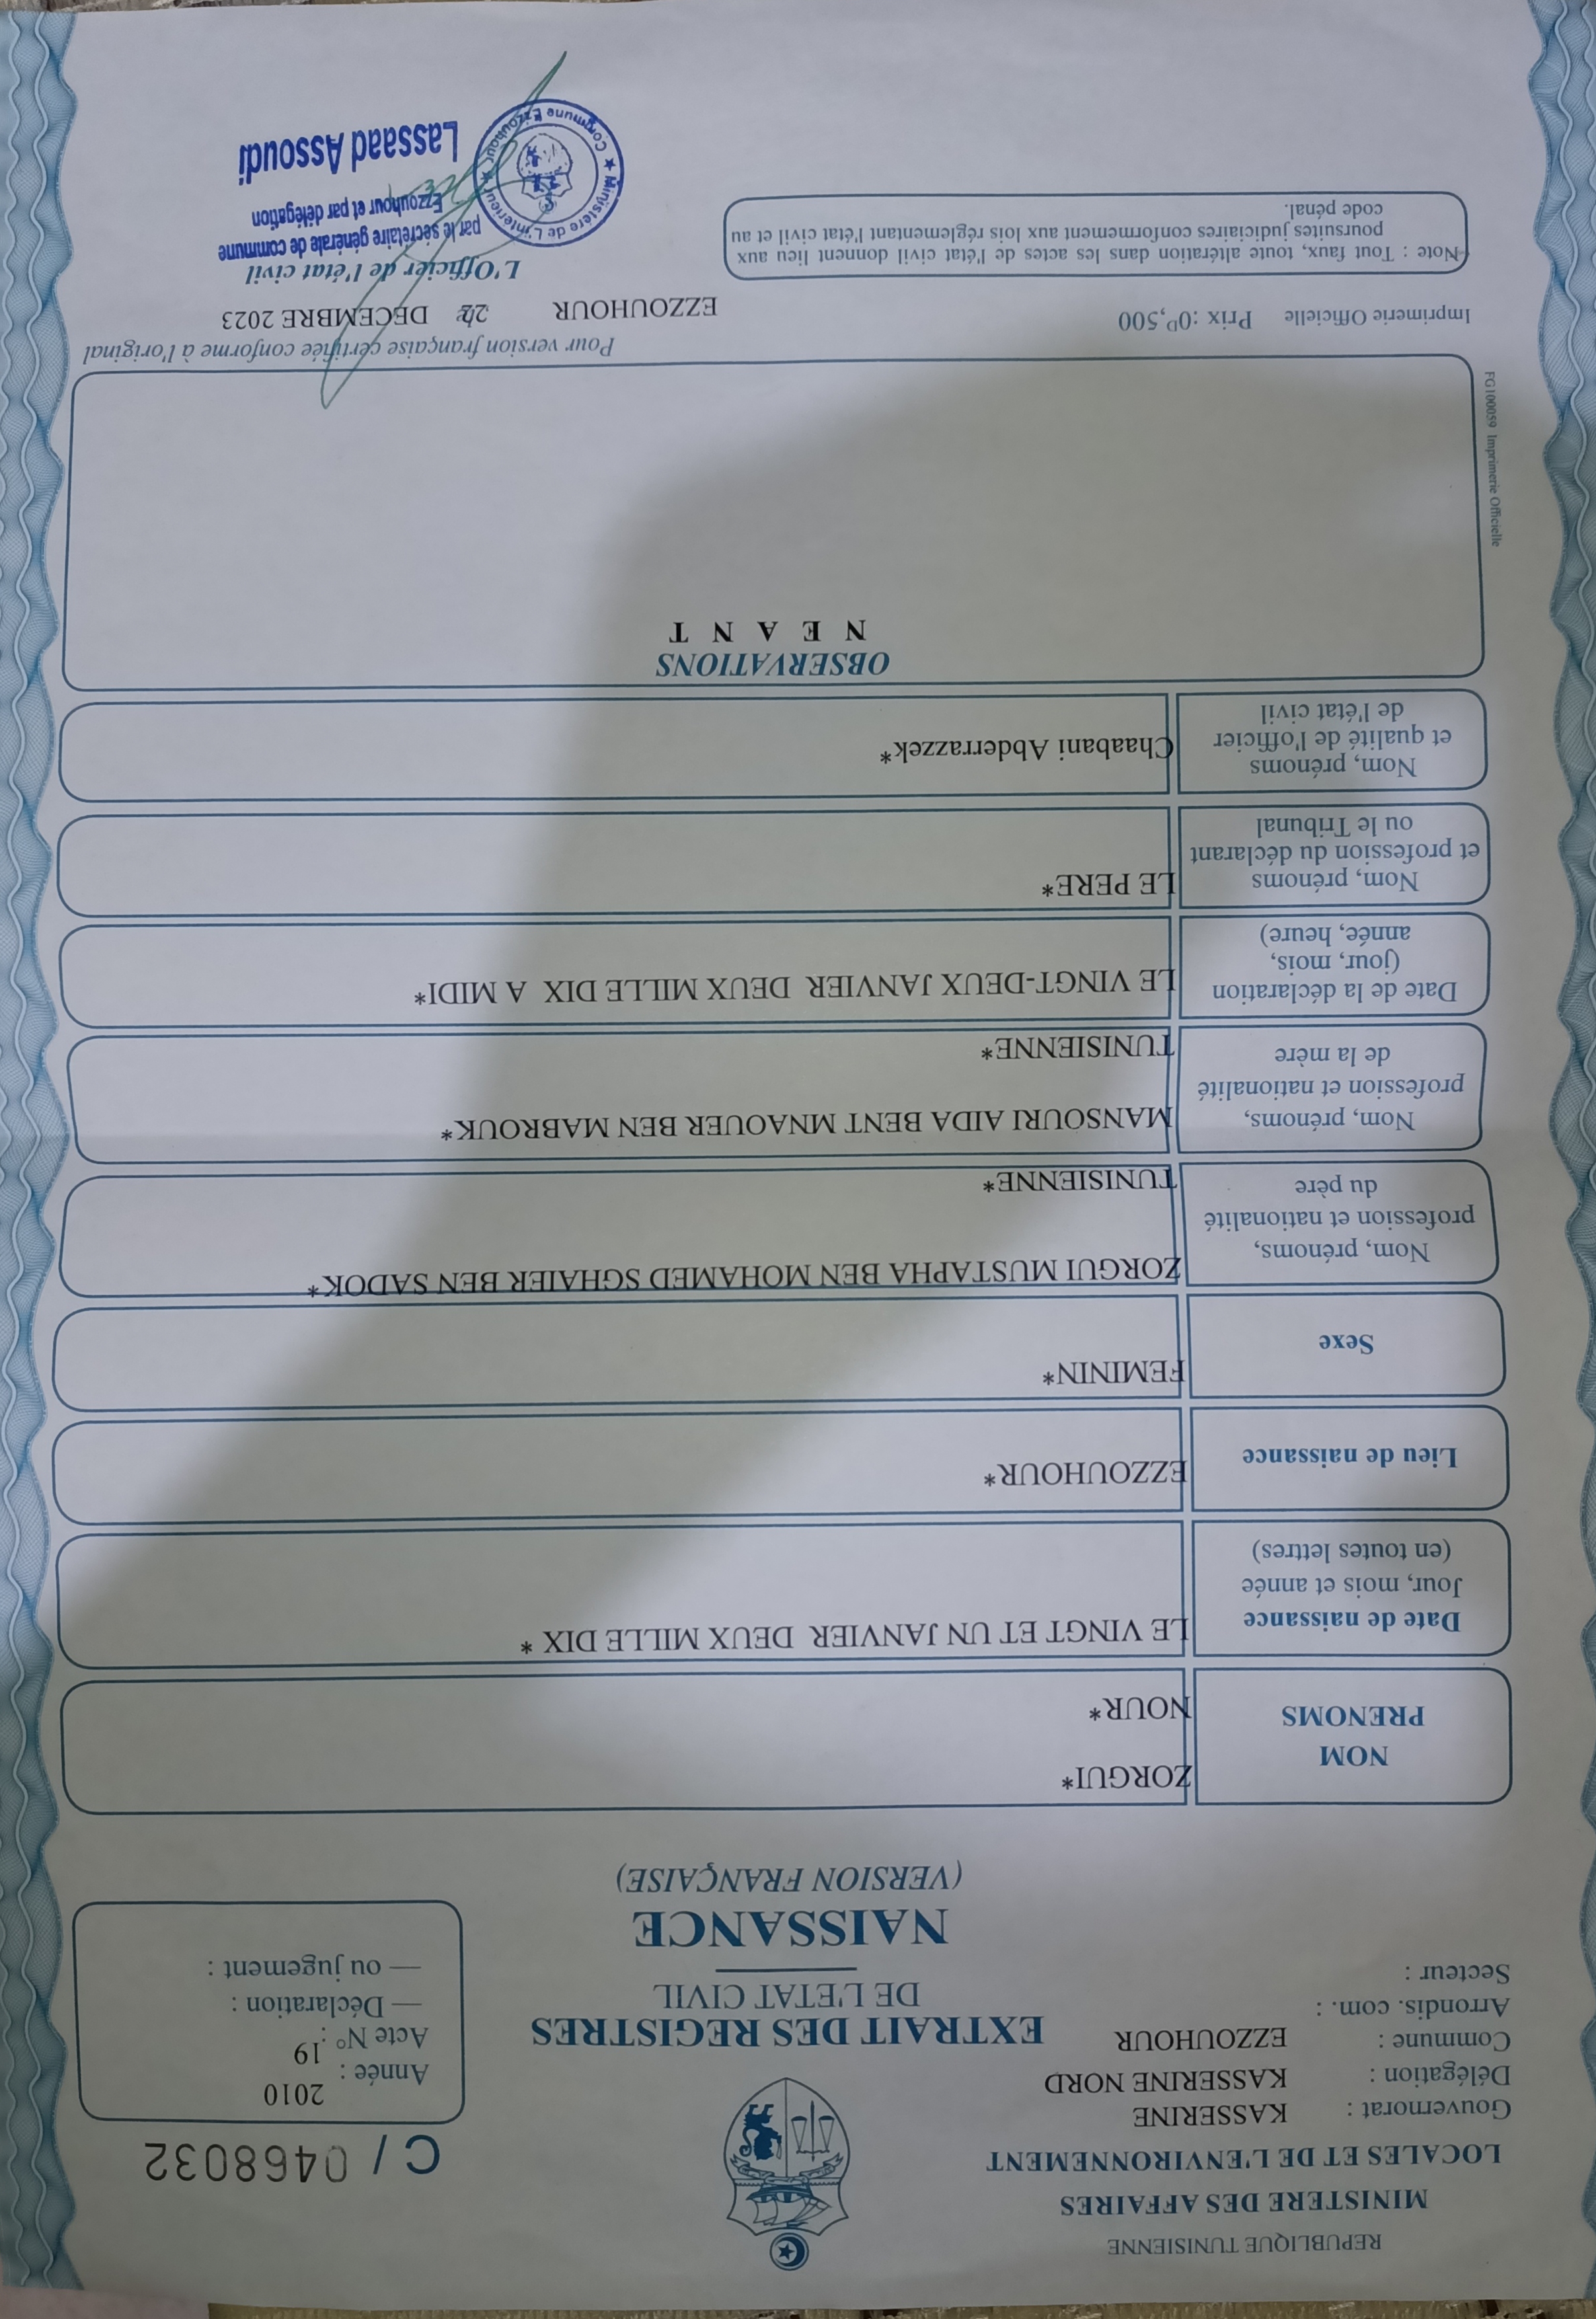 REPUBLIQUE TUNISIENNE
MINISTERE DES AFFAIRES
LOCALES ET DE L'ENVIRONNEMENT
Gouvernorat : KASSERINE
Délégation : KASSERINE NORD
Commune : EZZOUHOUR
Arrondis. com. :
Secteur :
C / 0468032
Année : 2010
Acte N° : 19
— Déclaration :
— ou jugement :
EXTRAIT DES REGISTRES
DE L'ETAT CIVIL
NAISSANCE
(VERSION FRANÇAISE)
NOM
PRENOMS
ZORGUI*
NOUR*
Date de naissance
Jour, mois et année
(en toutes lettres)
LE VINGT ET UN JANVIER DEUX MILLE DIX *
Lieu de naissance
EZZOUHOUR*
Sexe
FEMININ*
Nom, prénoms,
profession et nationalité
du père
ZORGUI MUSTAPHA BEN MOHAMED SGHAIER BEN SADOK*
TUNISIENNE*
Nom, prénoms,
profession et nationalité
de la mère
MANSOURI AIDA BENT MNAOUER BEN MABROUK*
TUNISIENNE*
Date de la déclaration
(jour, mois,
année, heure)
LE VINGT-DEUX JANVIER DEUX MILLE DIX A MIDI*
Nom, prénoms
et profession du déclarant
ou le Tribunal
LE PERE*
Nom, prénoms
et qualité de l'officier
de l'état civil
Chaabani Abderrazzek*
OBSERVATIONS
N E A N T
FG100059 Imprimerie Officielle
Imprimerie Officielle Prix :0D,500
Note : Tout faux, toute altération dans les actes de l'état civil donnent lieu aux
poursuites judiciaires conformement aux lois réglementant l'état civil et au
code pénal.
Pour version française certifiée conforme à l'original
EZZOUHOUR DECEMBRE 2023
L'Officier de l'état civil
par le sécretaire générale de commune
Ezzouhour et par délégation
Lassaad Assoudi
★ Ministère de L'intérieur ★ Commune Ezzouhour